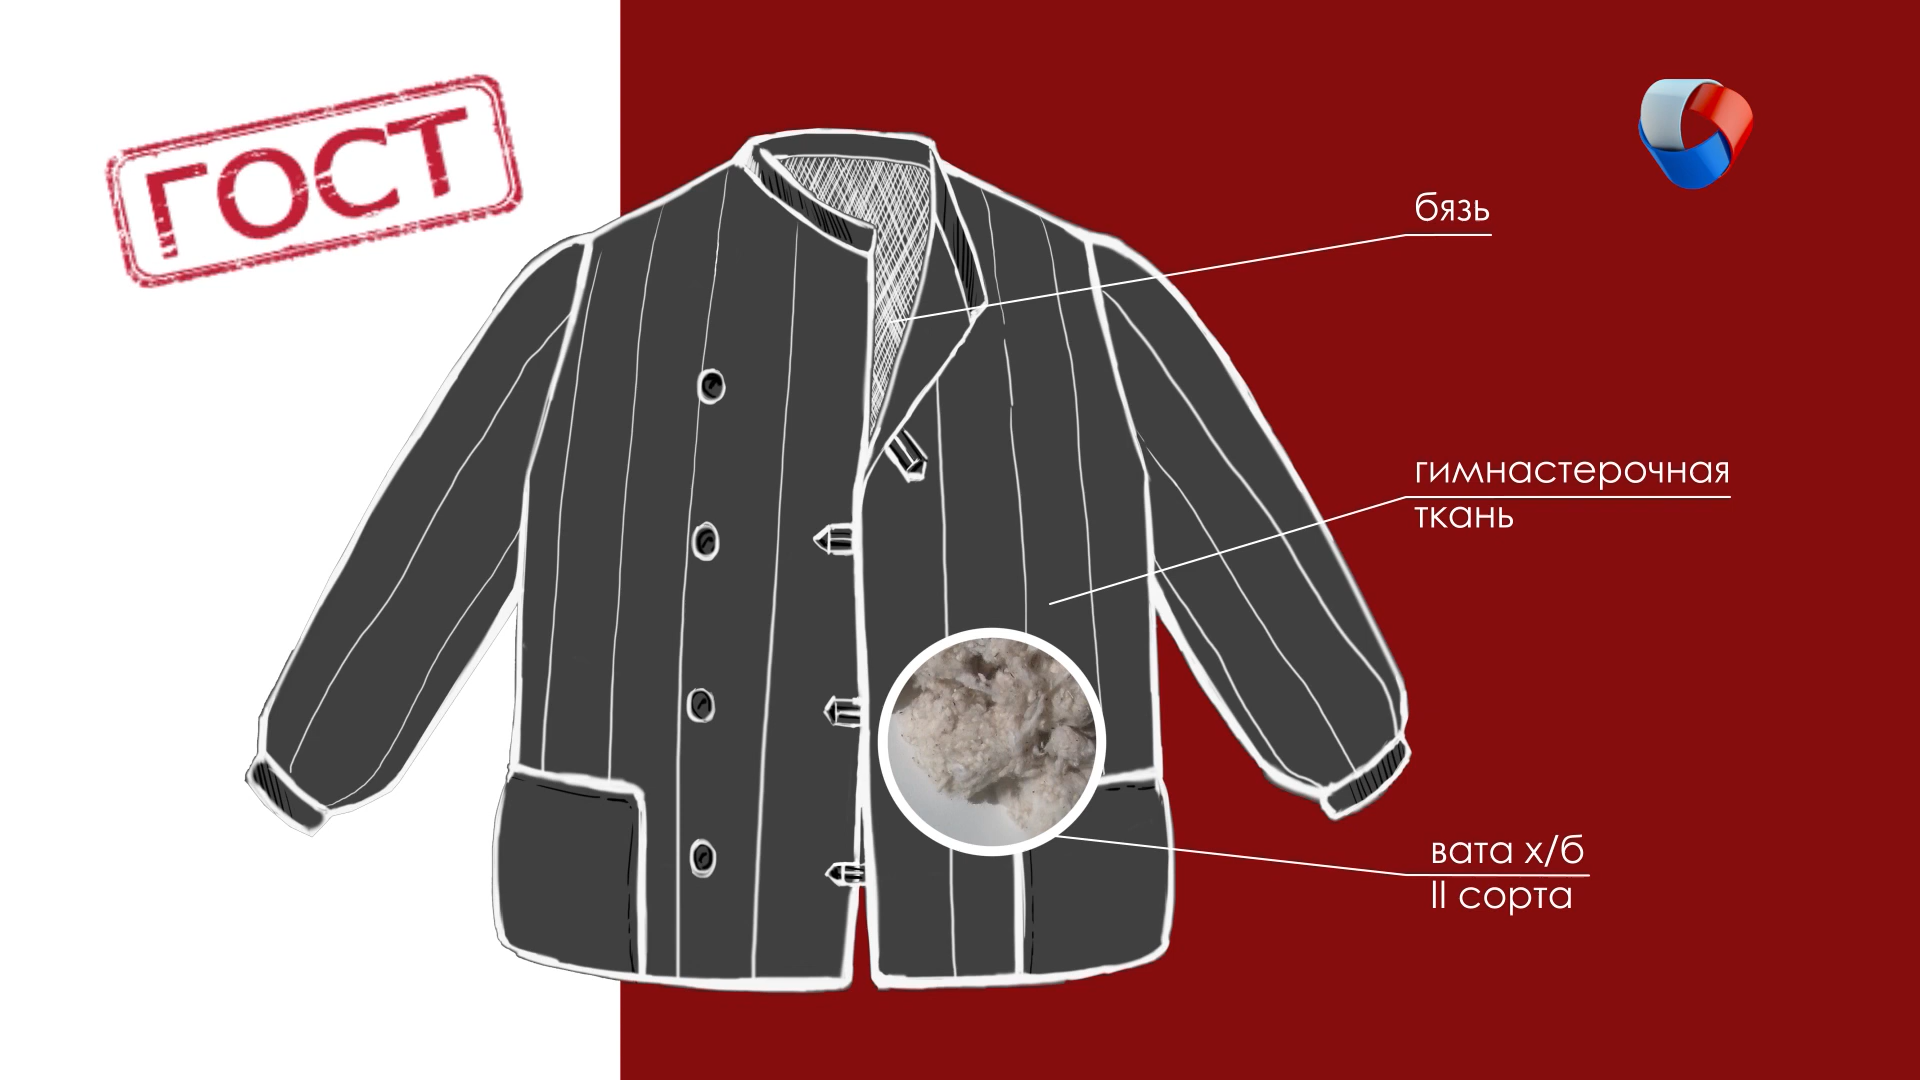 ГОСТ
бязь
гимнастерочная
ткань
вата х/б
II сорта